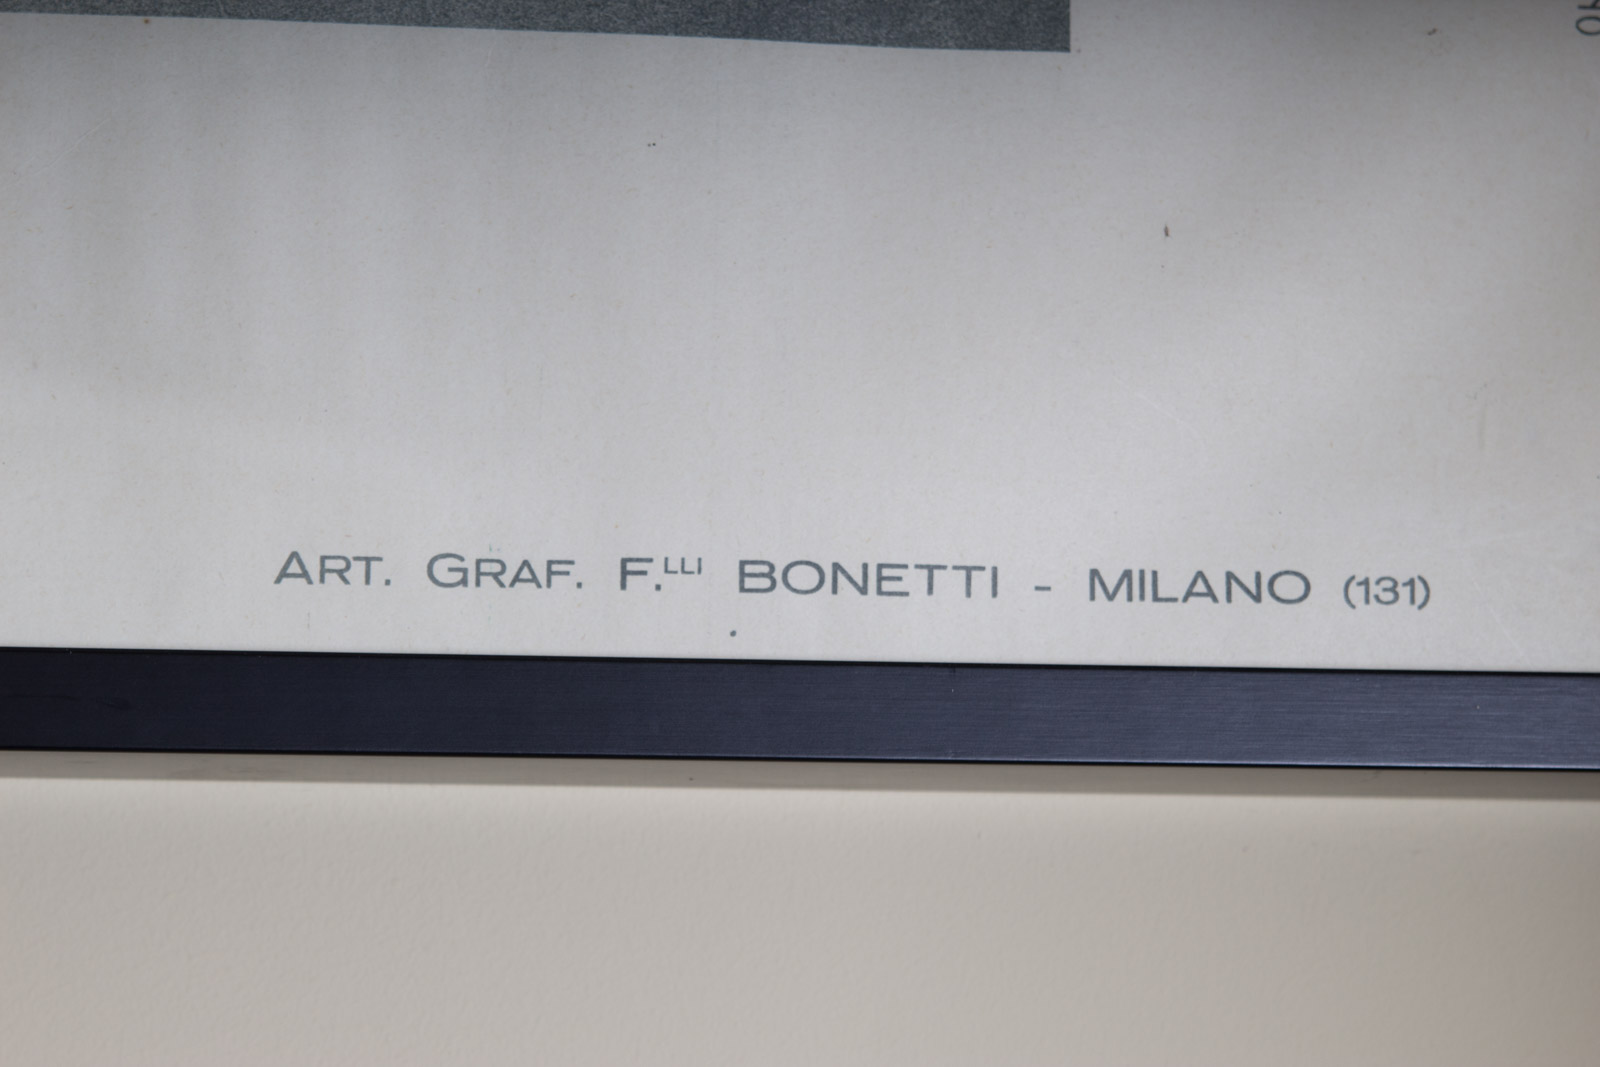 ART. GRAF. F.LLI BONETTI - MILANO (131)